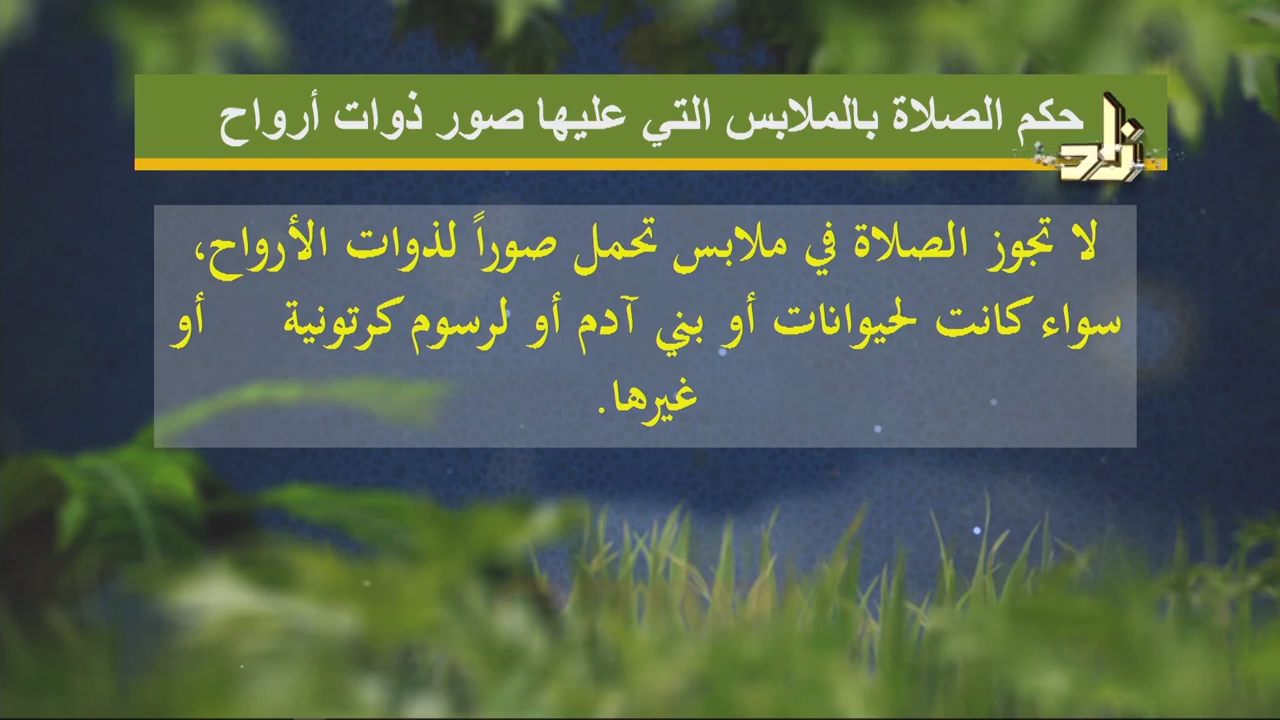 حكم الصلاة بالملابس التي عليها صور ذوات أرواح
زاد
لا تجوز الصلاة في ملابس تحمل صوراً لذوات الأرواح،
سواء كانت لحيوانات أو بني آدم أو لرسوم كرتونية أو
غيرها.